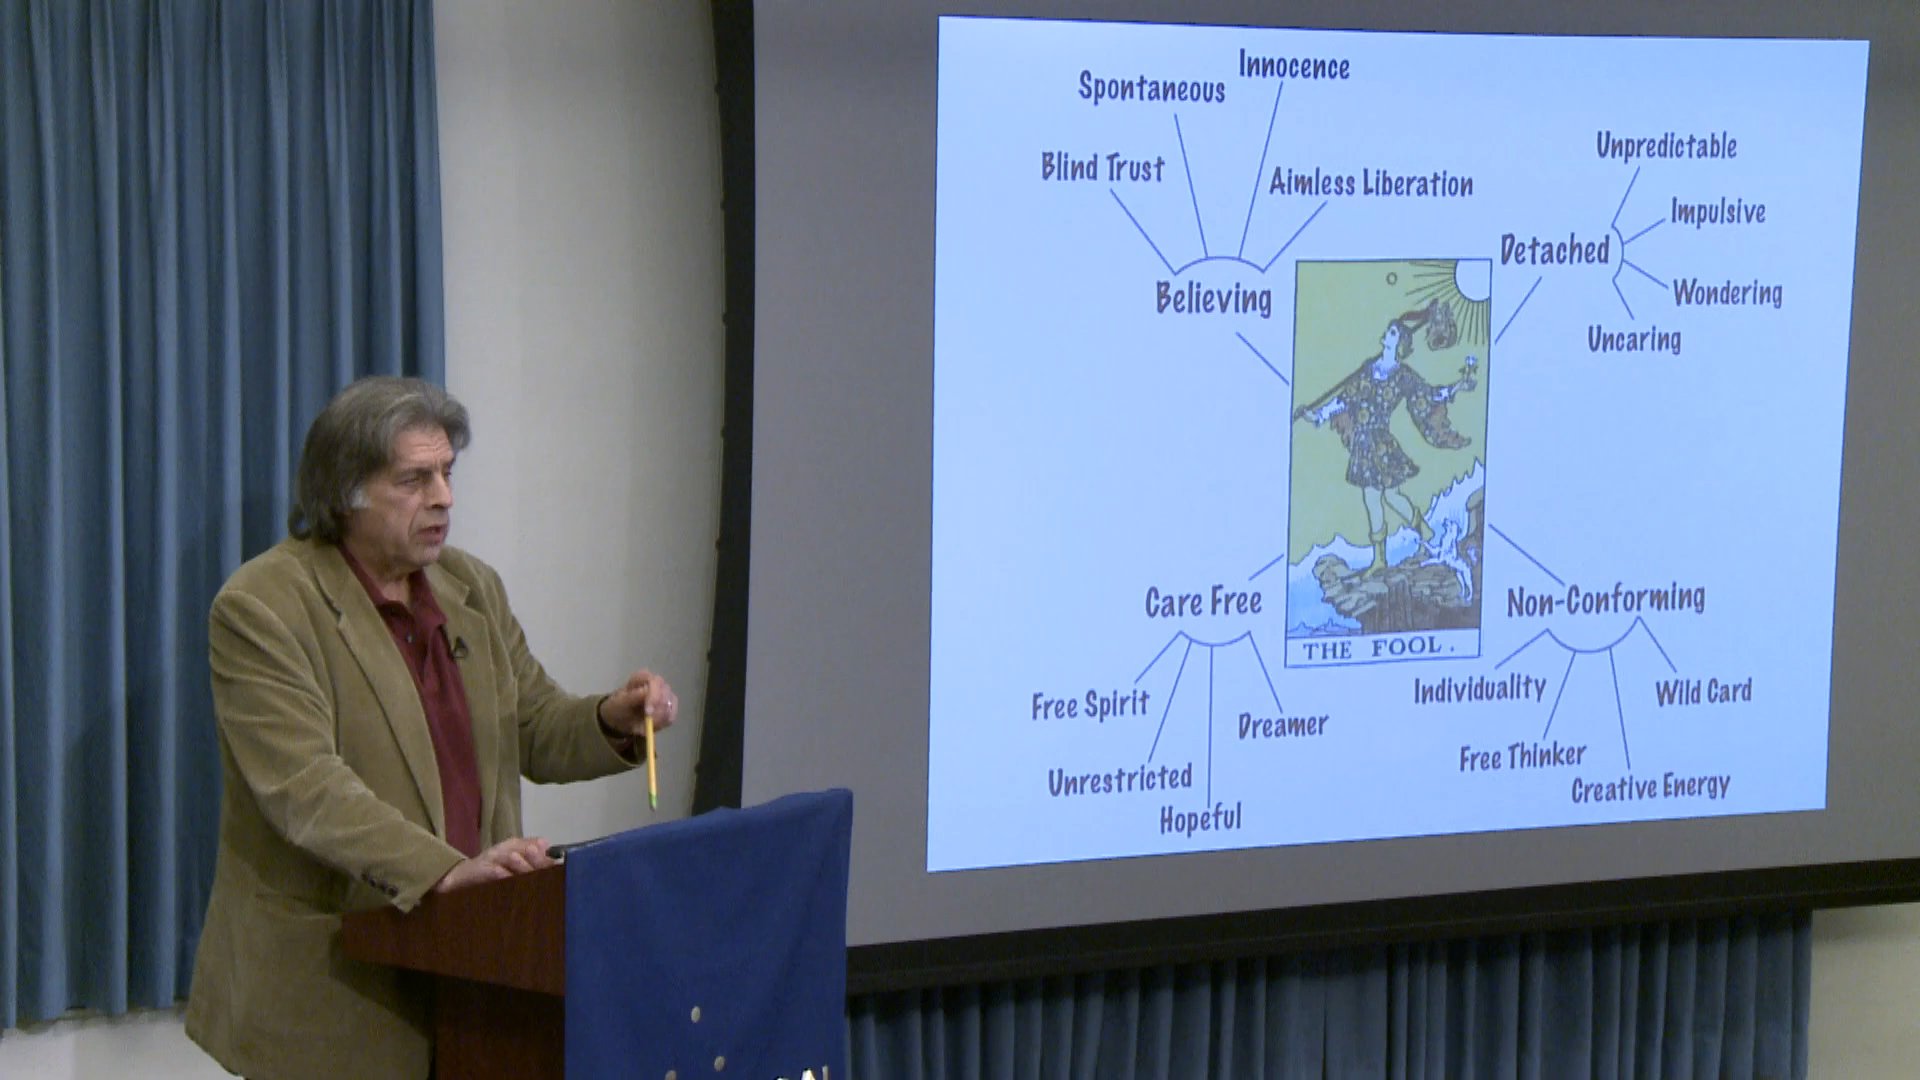 Innocence
Spontaneous
Blind Trust
Aimless Liberation
Believing
Unpredictable
Impulsive
Detached
Wondering
Uncaring
THE FOOL.
Care Free
Free Spirit
Unrestricted
Hopeful
Dreamer
Non-Conforming
Individuality
Free Thinker
Creative Energy
Wild Card